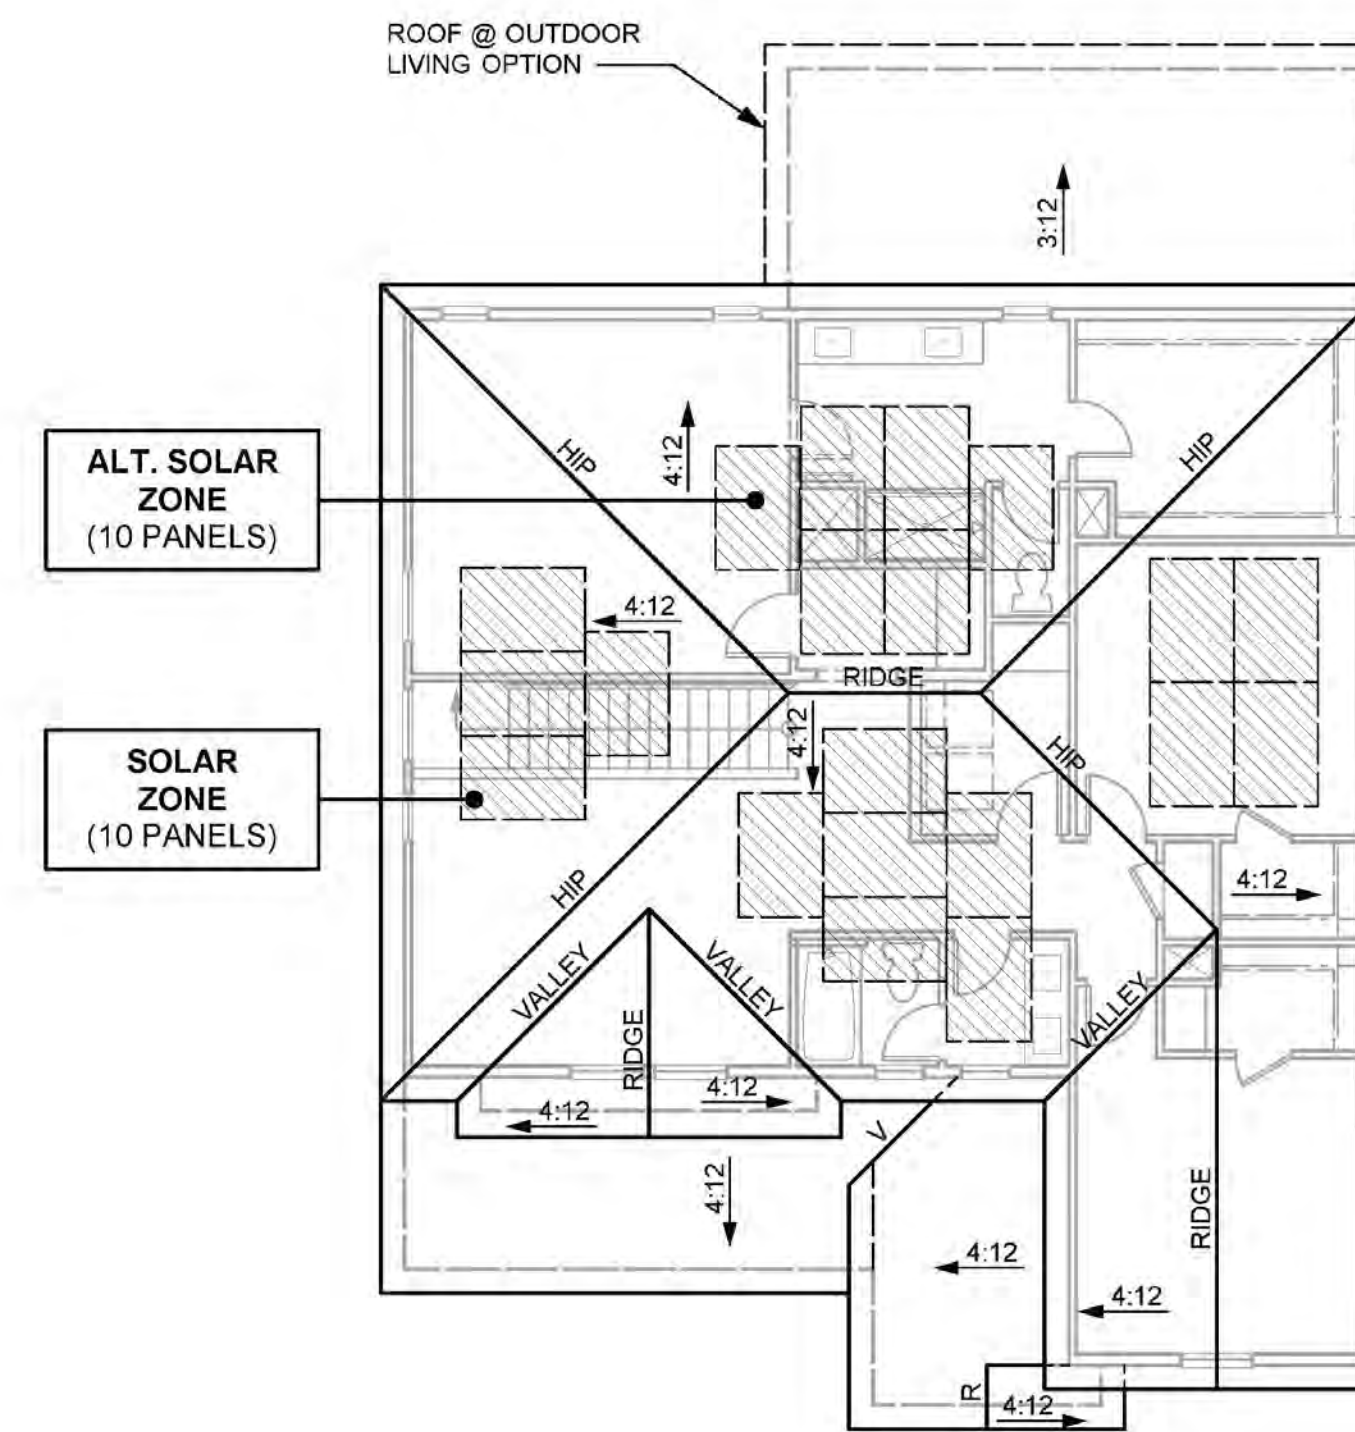 ROOF @ OUTDOOR
LIVING OPTION
3:12
ALT. SOLAR
ZONE
(10 PANELS)
HIP
4:12
HIP
4:12
RIDGE
SOLAR
ZONE
(10 PANELS)
4:12
HIP
HIP
4:12
VALLEY
VALLEY
VALLEY
RIDGE
4:12
4:12
V
4:12
RIDGE
4:12
4:12
R
4:12